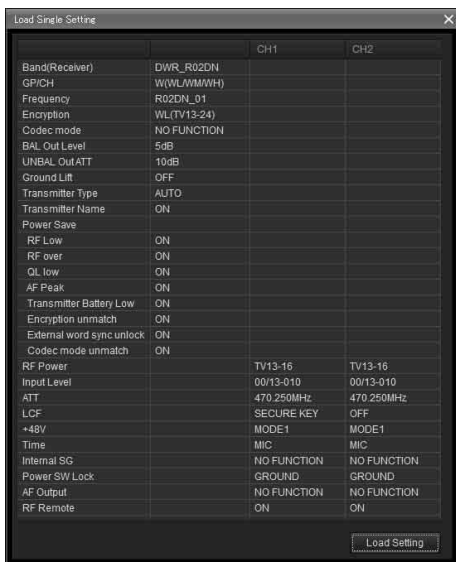 Load Single Setting
CH1 CH2
Band(Receiver) DWR_R02DN
GP/CH W(WL/WM/WH)
Frequency R02DN_01
Encryption WL(TV13-24)
Codec mode NO FUNCTION
BAL Out Level 5dB
UNBAL Out ATT 10dB
Ground Lift OFF
Transmitter Type AUTO
Transmitter Name ON
Power Save
RF Low ON
RF over ON
QL low ON
AF Peak ON
Transmitter Battery Low ON
Encryption unmatch ON
External word sync unlock ON
Codec mode unmatch ON
RF Power TV13-16 TV13-16
Input Level 00/13-010 00/13-010
ATT 470.250MHz 470.250MHz
LCF SECURE KEY OFF
+48V MODE1 MODE1
Time MIC MIC
Internal SG NO FUNCTION NO FUNCTION
Power SW Lock GROUND GROUND
AF Output NO FUNCTION NO FUNCTION
RF Remote ON ON
Load Setting